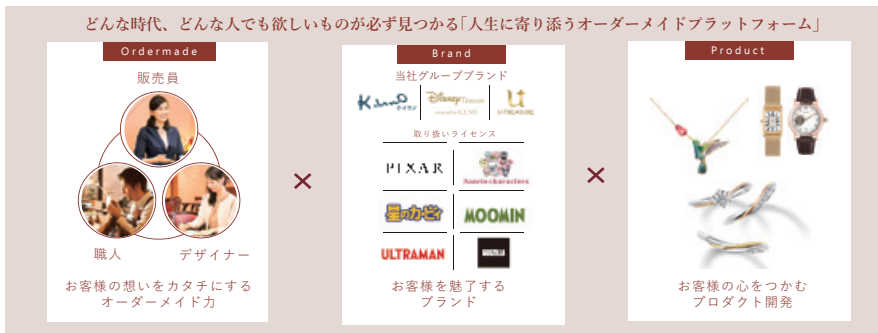 どんな時代、どんな人でも欲しいものが必ず見つかる「人生に寄り添うオーダーメイドプラットフォーム」
Ordermade
販売員
職人
デザイナー
お客様の想いをカタチにする
オーダーメイド力
×
Brand
当社グループブランド
K.UNO
ケイウノ
DISNEY Treasure
U
U-TREASURE
取り扱いライセンス
PIXAR
Sanrio characters
星のカービィ
MOOMIN
ULTRAMAN
お客様を魅了する
ブランド
×
Product
お客様の心をつかむ
プロダクト開発